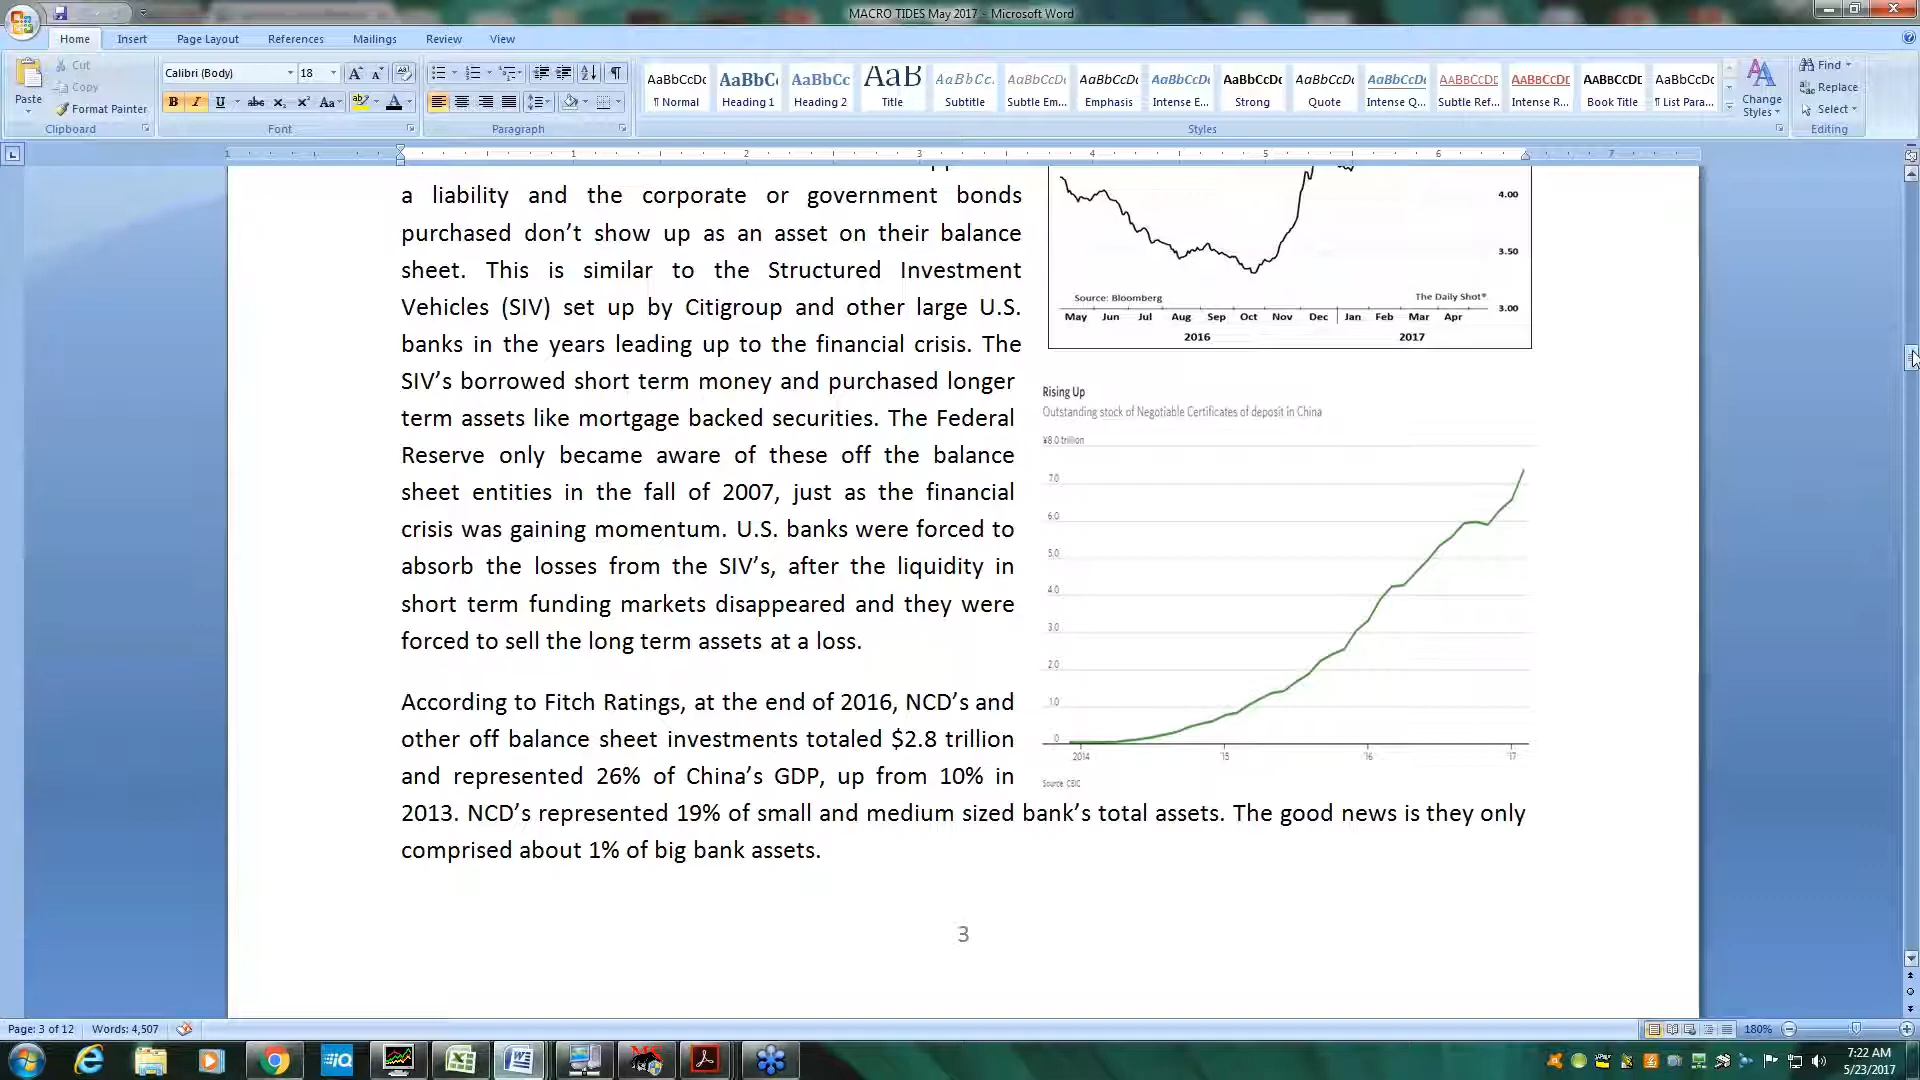 MACRO TIDES May 2017 - Microsoft Word
Home Insert Page Layout References Mailings Review View
Paste
Cut
Copy
Format Painter
Clipboard
Calibri (Body) 18
Font
Paragraph
AaBbCcDc AaBbC AaBbCc AaB AaBbCc. AaBbCcDc AaBbCcDc AaBbCcDc AaBbCcDc AaBbCcDc AaBbCcDc AABBCCDE AABBCCDE AABBCCDE AaBbCcDc
¶ Normal Heading 1 Heading 2 Title Subtitle Subtle Em... Emphasis Intense E... Strong Quote Intense Q... Subtle Ref... Intense R... Book Title ¶ List Para...
Styles
Change Styles
Find
Replace
Select
Editing
1 1 2 3 4 5 6 7
a liability and the corporate or government bonds
purchased don’t show up as an asset on their balance
sheet. This is similar to the Structured Investment
Vehicles (SIV) set up by Citigroup and other large U.S.
banks in the years leading up to the financial crisis. The
SIV’s borrowed short term money and purchased longer
term assets like mortgage backed securities. The Federal
Reserve only became aware of these off the balance
sheet entities in the fall of 2007, just as the financial
crisis was gaining momentum. U.S. banks were forced to
absorb the losses from the SIV’s, after the liquidity in
short term funding markets disappeared and they were
forced to sell the long term assets at a loss.
According to Fitch Ratings, at the end of 2016, NCD’s and
other off balance sheet investments totaled $2.8 trillion
and represented 26% of China’s GDP, up from 10% in
2013. NCD’s represented 19% of small and medium sized bank’s total assets. The good news is they only
comprised about 1% of big bank assets.
4.00
3.50
Source: Bloomberg The Daily Shot®
3.00
May Jun Jul Aug Sep Oct Nov Dec Jan Feb Mar Apr
2016 2017
Rising Up
Outstanding stock of Negotiable Certificates of deposit in China
¥8.0 trillion
7.0
6.0
5.0
4.0
3.0
2.0
1.0
0
2014 '15 '16 '17
Source: CEIC
3
Page: 3 of 12 Words: 4,507
180%
7:22 AM
5/23/2017